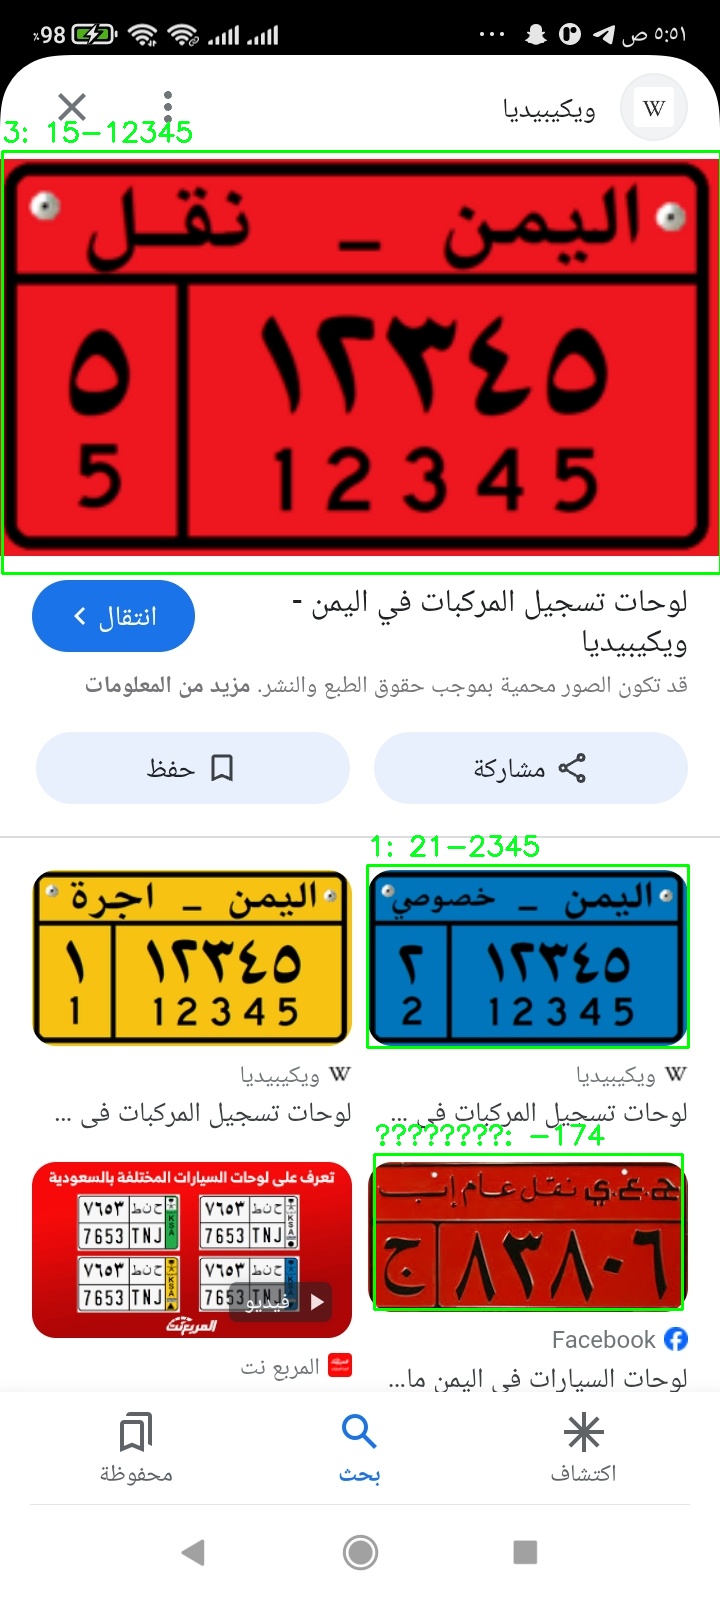 ٥:٥١ ص
٪98
ويكيبيديا
W
3: 15-12345
اليمن - نقل
٥ ١٢٣٤٥
5 12345
لوحات تسجيل المركبات في اليمن -
ويكيبيديا
انتقال
قد تكون الصور محمية بموجب حقوق الطبع والنشر. مزيد من المعلومات
مشاركة
حفظ
1: 21-2345
اليمن - خصوصي
٢ ١٢٣٤٥
2 12345
اليمن - اجرة
١ ١٢٣٤٥
1 12345
W ويكيبيديا
لوحات تسجيل المركبات في ...
W ويكيبيديا
لوحات تسجيل المركبات في ...
????????: -174
ج.ع.ي نقل عام إب
ج ٨٣٨٠٦
تعرف على لوحات السيارات المختلفة بالسعودية
٧٦٥٣ ح ن ط
7653 TNJ KSA
٧٦٥٣ ح ن ط
7653 TNJ KSA
٧٦٥٣ ح ن ط
7653 TNJ KSA
٧٦٥٣ ح ن ط
7653 TNJ KSA
فيديو
المربع نت
Facebook
لوحات السيارات في اليمن ما...
المربع نت
اكتشاف
بحث
محفوظة